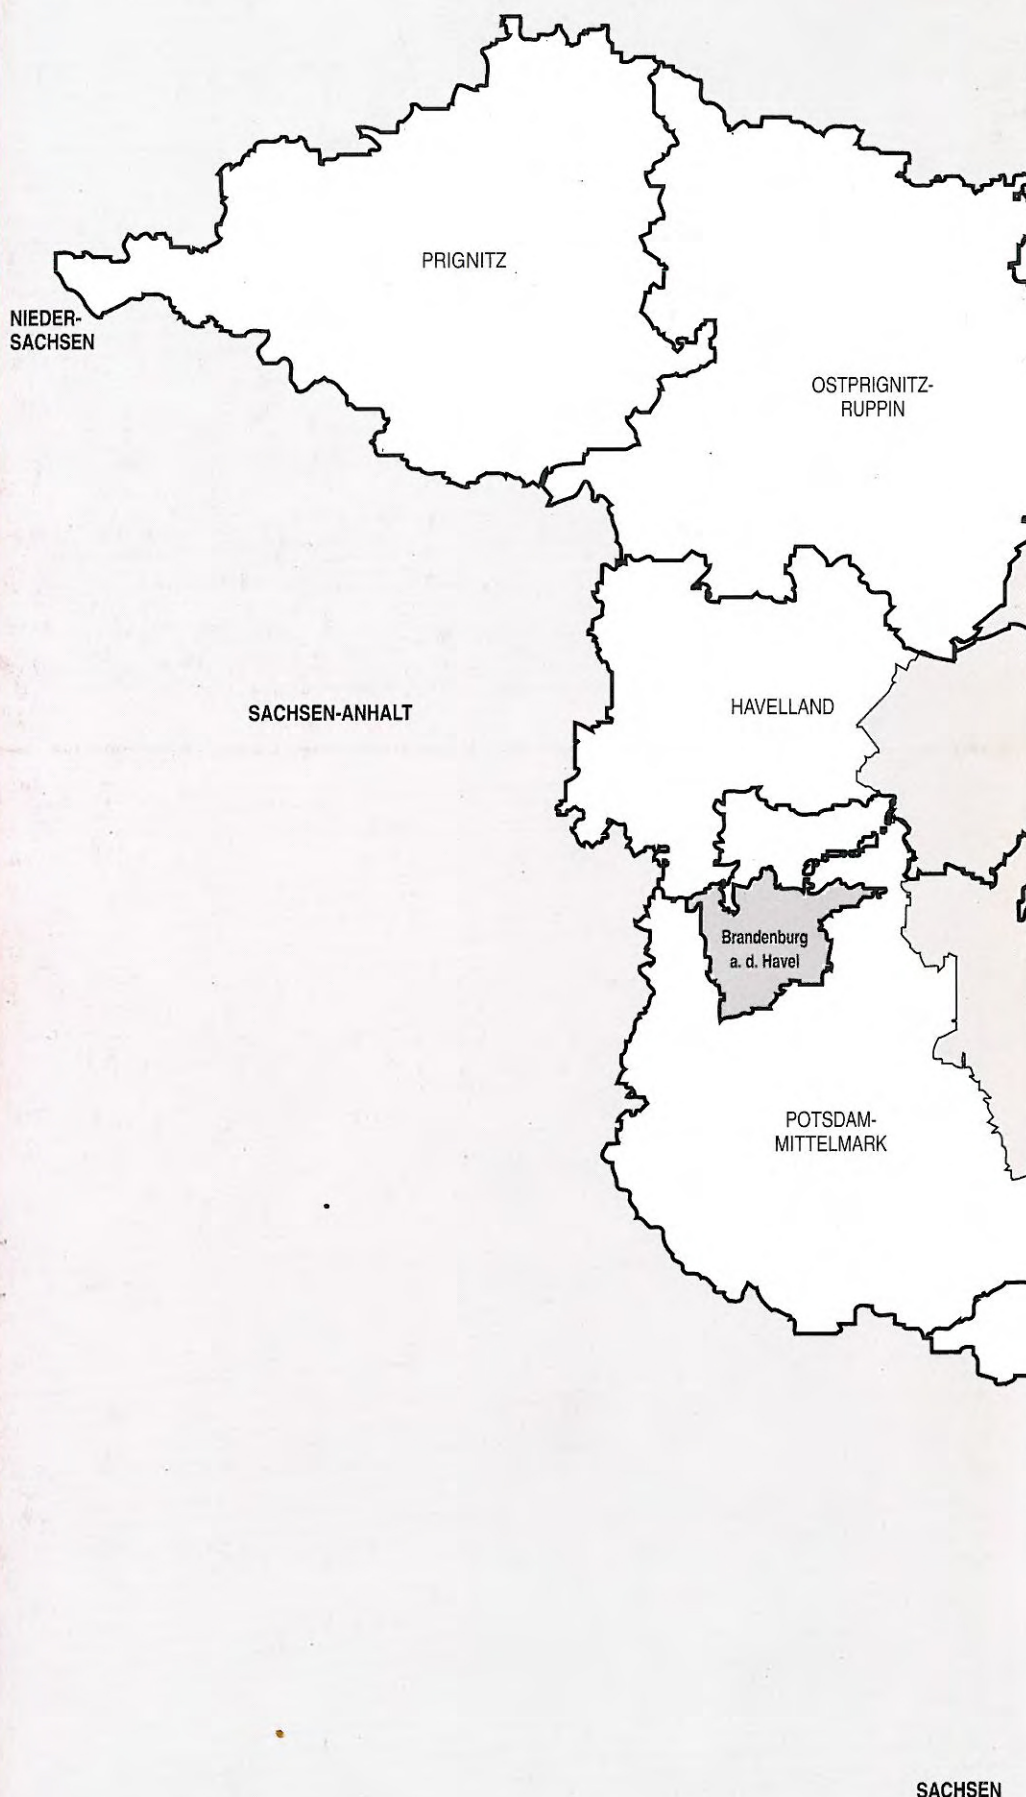 PRIGNITZ
NIEDER-
SACHSEN
OSTPRIGNITZ-
RUPPIN
HAVELLAND
SACHSEN-ANHALT
Brandenburg
a. d. Havel
POTSDAM-
MITTELMARK
SACHSEN